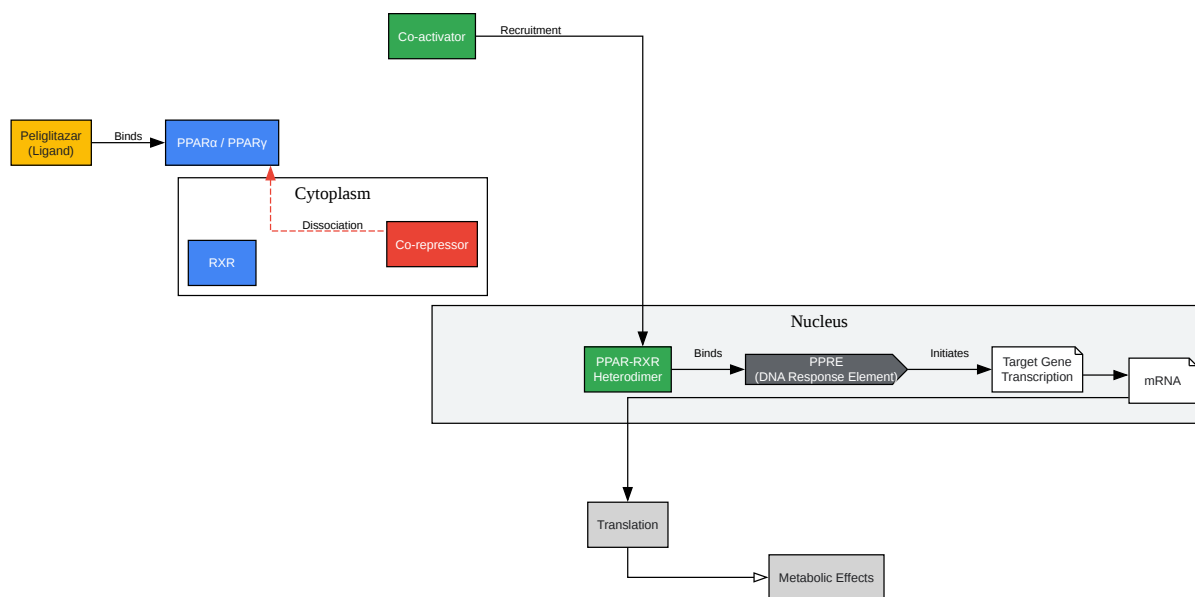 Co-activator
Recruitment
Peliglitazar
(Ligand)
Binds
PPARα / PPARγ
Cytoplasm
Dissociation
Co-repressor
RXR
Nucleus
PPAR-RXR
Heterodimer
Binds
PPRE
(DNA Response Element)
Initiates
Target Gene
Transcription
mRNA
Translation
Metabolic Effects